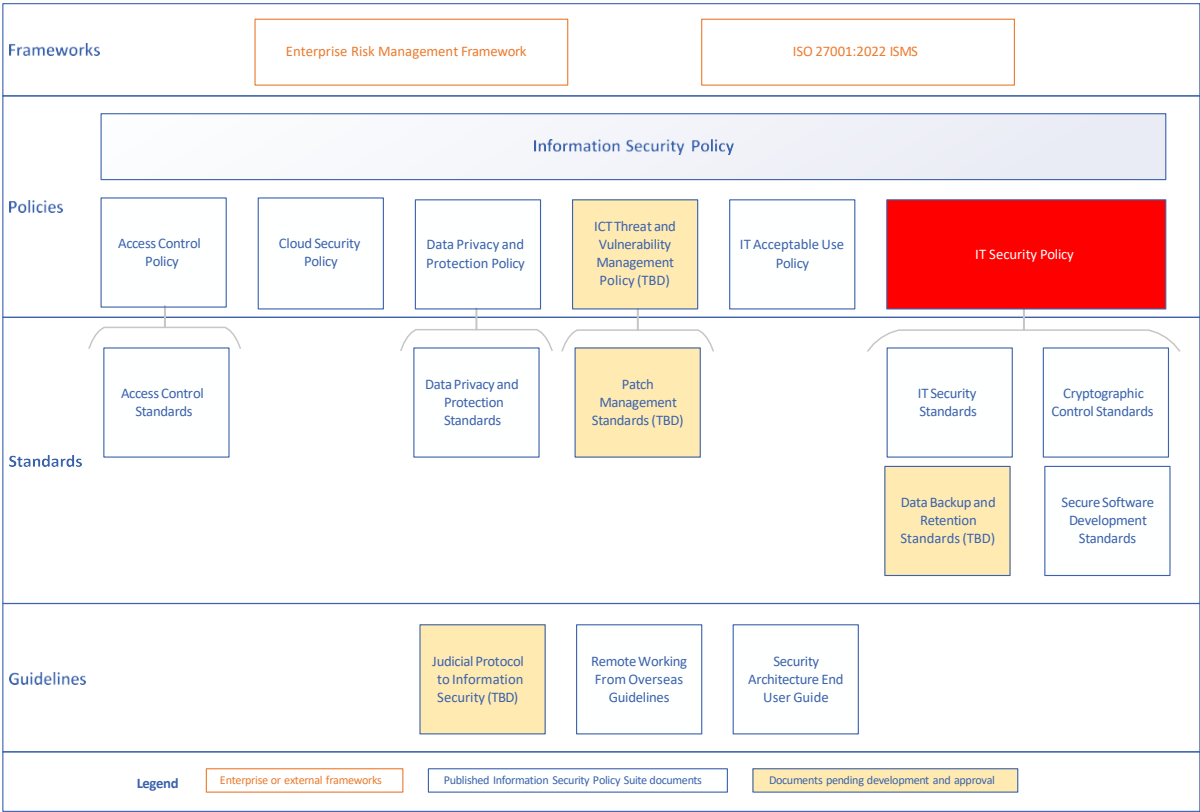 Frameworks
Enterprise Risk Management Framework
ISO 27001:2022 ISMS
Information Security Policy
Policies
Access Control
Policy
Cloud Security
Policy
Data Privacy and
Protection Policy
ICT Threat and
Vulnerability
Management
Policy (TBD)
IT Acceptable Use
Policy
IT Security Policy
Standards
Access Control
Standards
Data Privacy and
Protection
Standards
Patch
Management
Standards (TBD)
IT Security
Standards
Cryptographic
Control Standards
Data Backup and
Retention
Standards (TBD)
Secure Software
Development
Standards
Guidelines
Judicial Protocol
to Information
Security (TBD)
Remote Working
From Overseas
Guidelines
Security
Architecture End
User Guide
Legend
Enterprise or external frameworks
Published Information Security Policy Suite documents
Documents pending development and approval